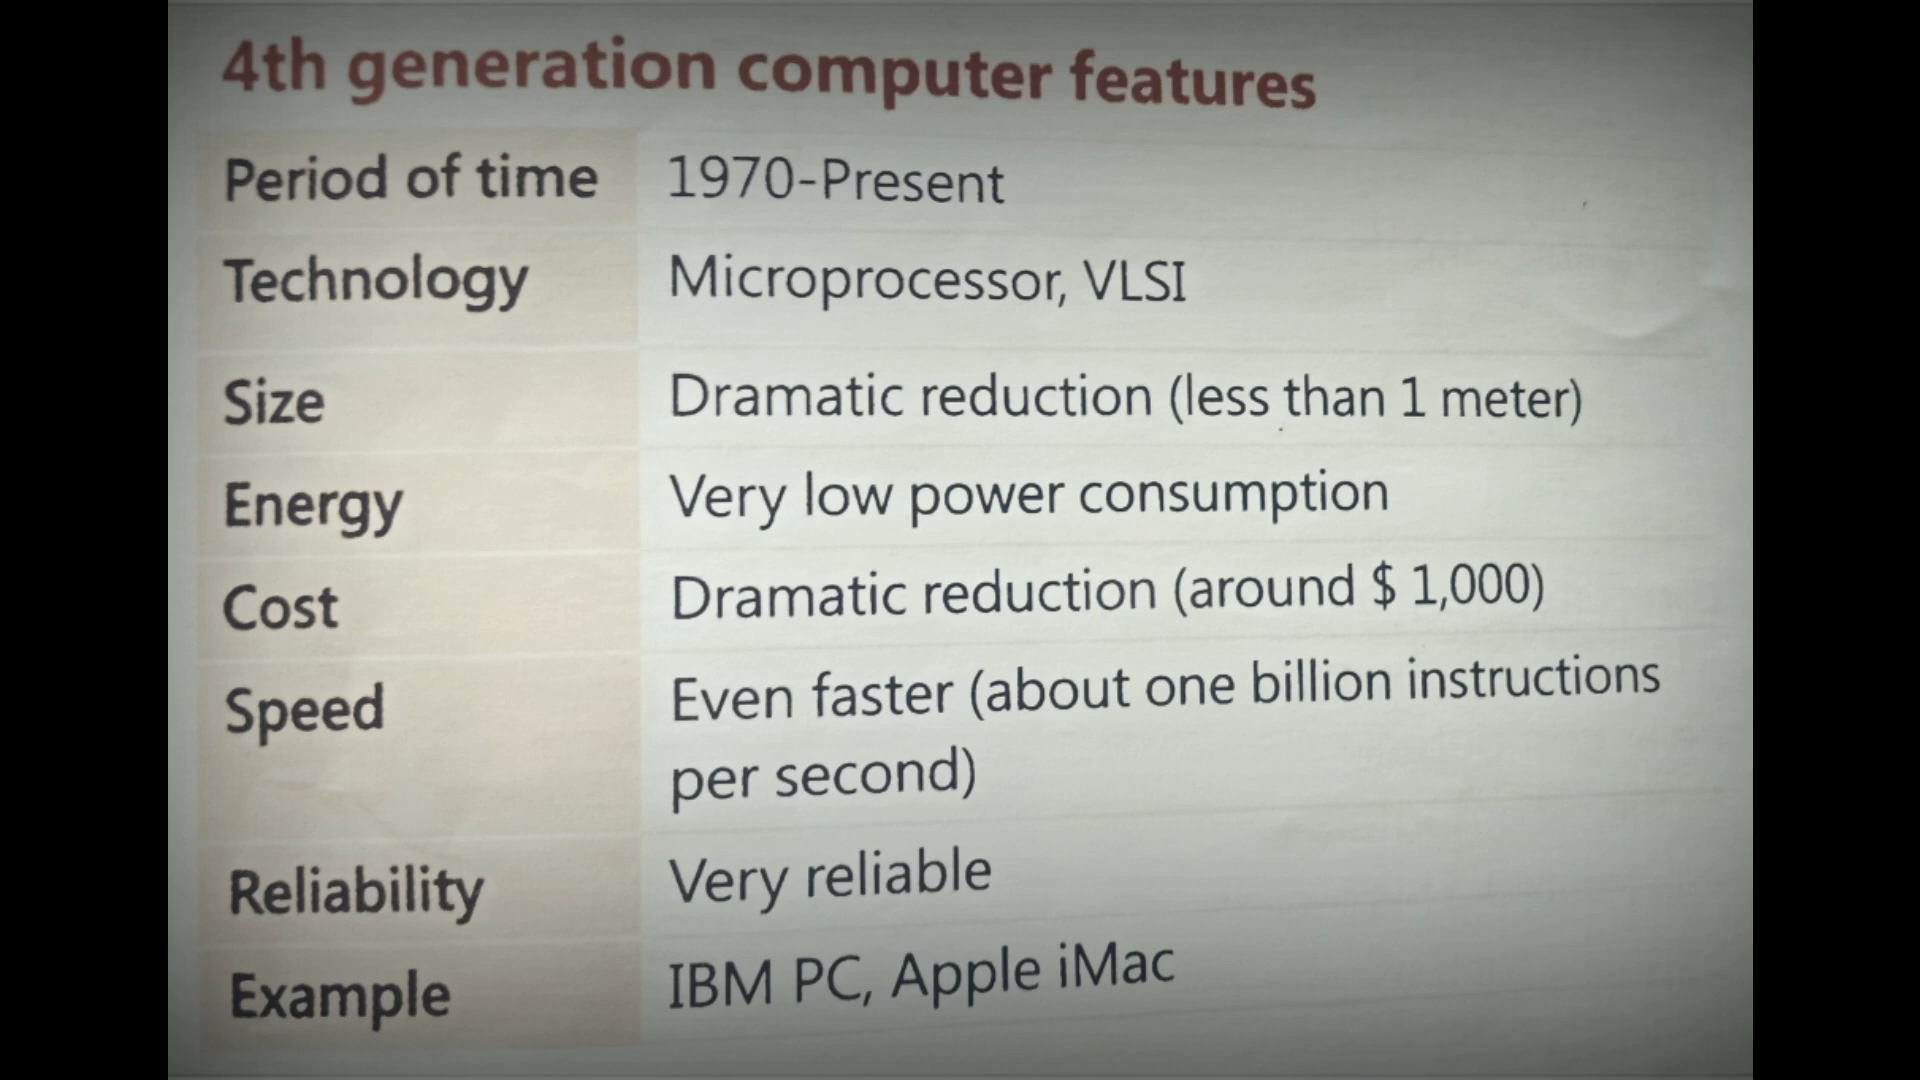 4th generation computer features
Period of time 1970-Present
Technology Microprocessor, VLSI
Size Dramatic reduction (less than 1 meter)
Energy Very low power consumption
Cost Dramatic reduction (around $ 1,000)
Speed Even faster (about one billion instructions
per second)
Reliability Very reliable
Example IBM PC, Apple iMac